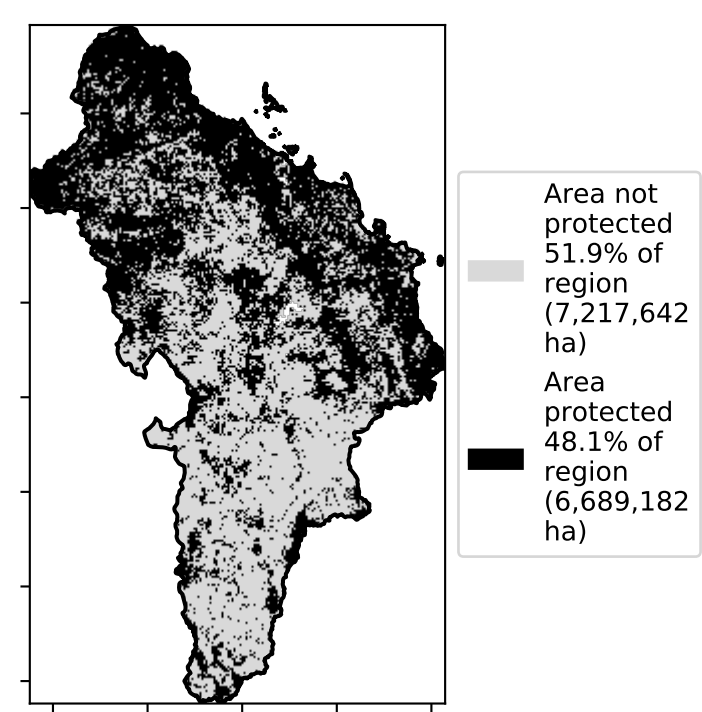 Area not
protected
51.9% of
region
(7,217,642
ha)
Area
protected
48.1% of
region
(6,689,182
ha)